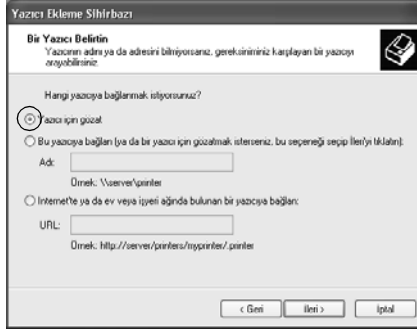 Yazıcı Ekleme Sihirbazı
Bir Yazıcı Belirtin
Yazıcının adını ya da adresini bilmiyorsanız, gereksiniminiz karşılayan bir yazıcıyı
arayabilirsiniz.
Hangi yazıcıya bağlanmak istiyorsunuz?
Yazıcı için gözat
Bu yazıcıya bağlan (ya da bir yazıcı için gözatmak isterseniz, bu seçeneği seçip İleri'yi tıklatın):
Ad:
Örnek: \\server\printer
Internet'te ya da ev veya işyeri ağında bulunan bir yazıcıya bağlan:
URL:
Örnek: http://server/printers/myprinter/.printer
< Geri
İleri >
İptal